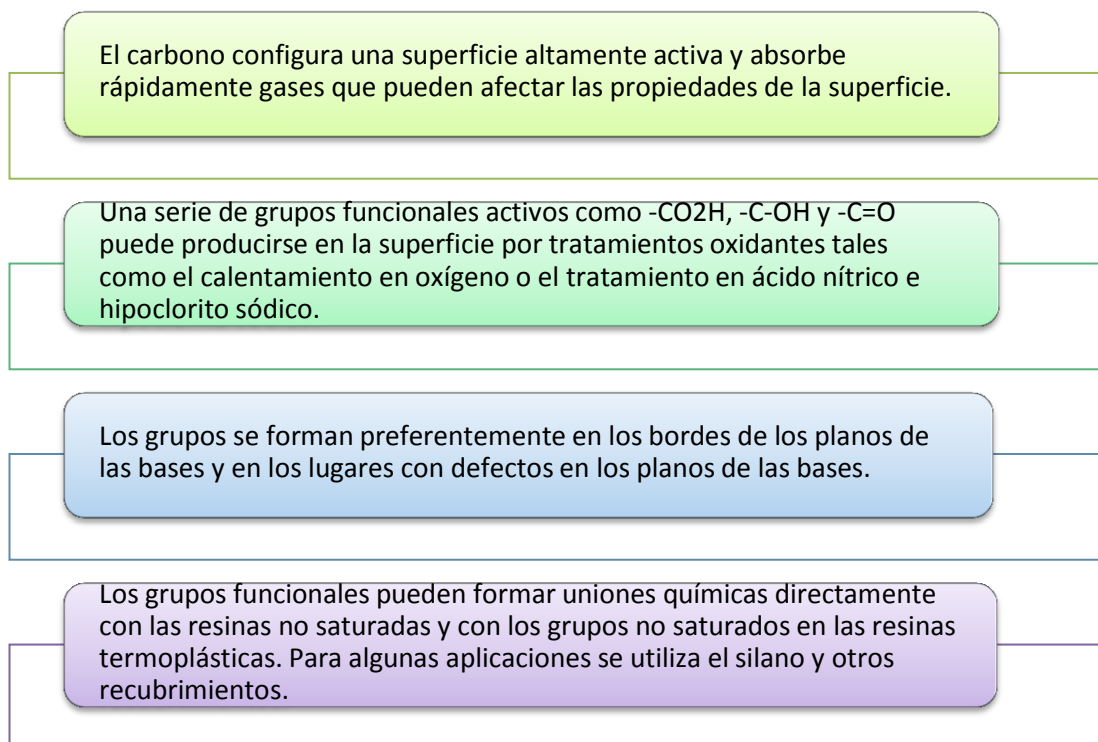 El carbono configura una superficie altamente activa y absorbe
rápidamente gases que pueden afectar las propiedades de la superficie.
Una serie de grupos funcionales activos como -CO2H, -C-OH y -C=O
puede producirse en la superficie por tratamientos oxidantes tales
como el calentamiento en oxígeno o el tratamiento en ácido nítrico e
hipoclorito sódico.
Los grupos se forman preferentemente en los bordes de los planos de
las bases y en los lugares con defectos en los planos de las bases.
Los grupos funcionales pueden formar uniones químicas directamente
con las resinas no saturadas y con los grupos no saturados en las resinas
termoplásticas. Para algunas aplicaciones se utiliza el silano y otros
recubrimientos.